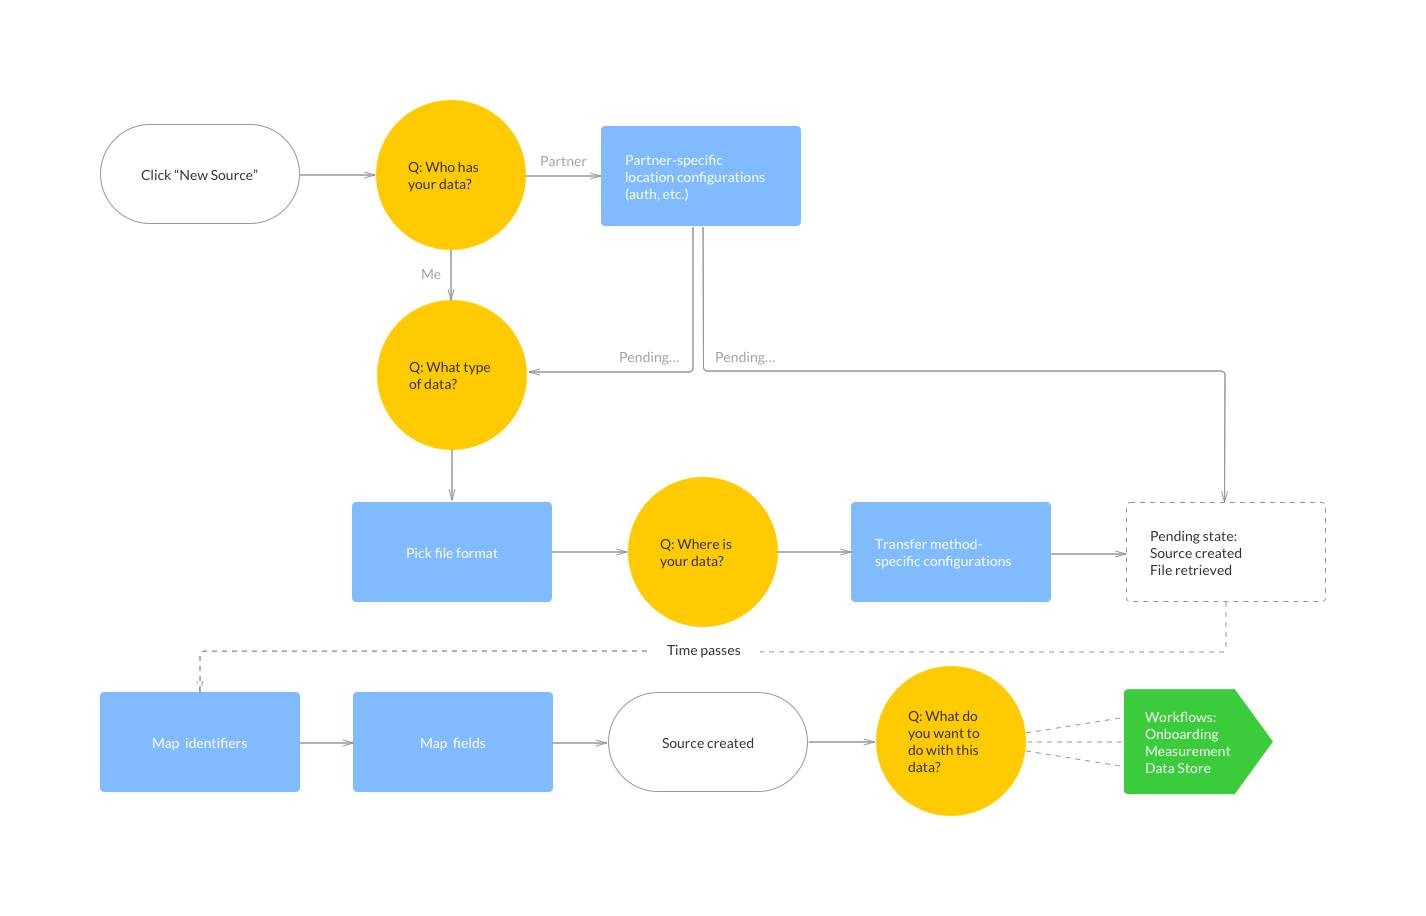 Click “New Source”
Q: Who has
your data?
Partner
Partner-specific
location configurations
(auth, etc.)
Me
Q: What type
of data?
Pending...
Pending...
Pick file format
Q: Where is
your data?
Transfer method-
specific configurations
Pending state:
Source created
File retrieved
Time passes
Map identifiers
Map fields
Source created
Q: What do
you want to
do with this
data?
Workflows:
Onboarding
Measurement
Data Store